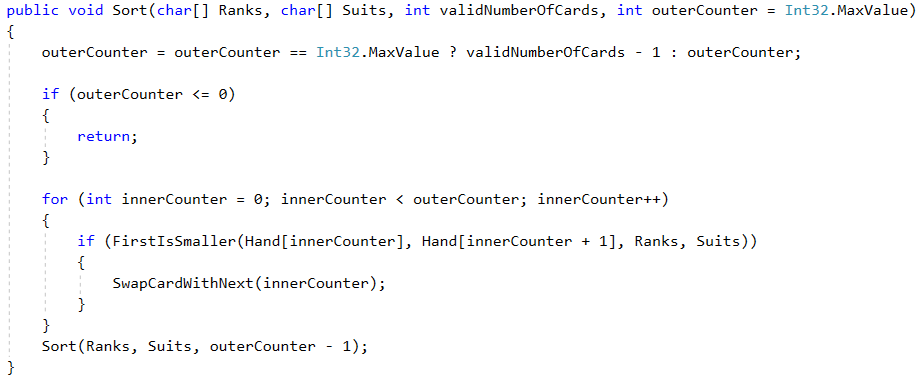 public void Sort(char[] Ranks, char[] Suits, int validNumberOfCards, int outerCounter = Int32.MaxValue)
{
    outerCounter = outerCounter == Int32.MaxValue ? validNumberOfCards - 1 : outerCounter;

    if (outerCounter <= 0)
    {
        return;
    }

    for (int innerCounter = 0; innerCounter < outerCounter; innerCounter++)
    {
        if (FirstIsSmaller(Hand[innerCounter], Hand[innerCounter + 1], Ranks, Suits))
        {
            SwapCardWithNext(innerCounter);
        }
    }
    Sort(Ranks, Suits, outerCounter - 1);
}